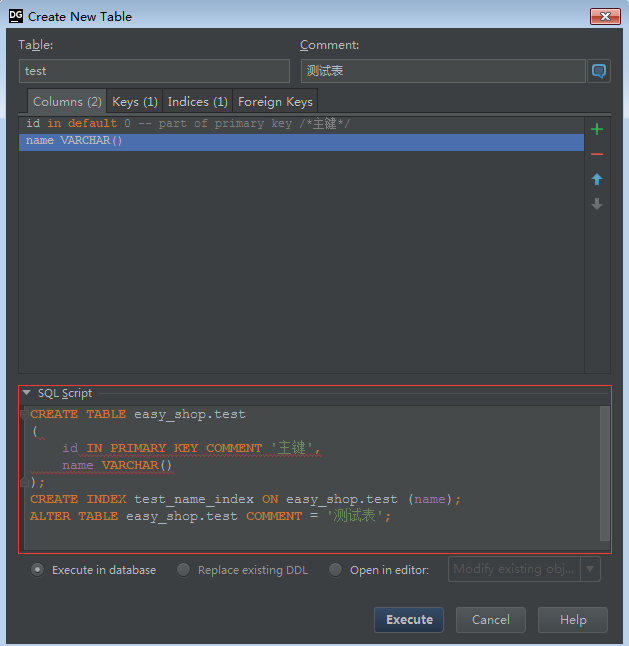 DG Create New Table
Table:
Comment:
test
测试表
Columns (2) Keys (1) Indices (1) Foreign Keys
id in default 0 -- part of primary key /*主键*/
name VARCHAR()
SQL Script
CREATE TABLE easy_shop.test
(
id IN PRIMARY KEY COMMENT '主键',
name VARCHAR()
);
CREATE INDEX test_name_index ON easy_shop.test (name);
ALTER TABLE easy_shop.test COMMENT = '测试表';
Execute in database Replace existing DDL Open in editor: Modify existing obj...
Execute Cancel Help